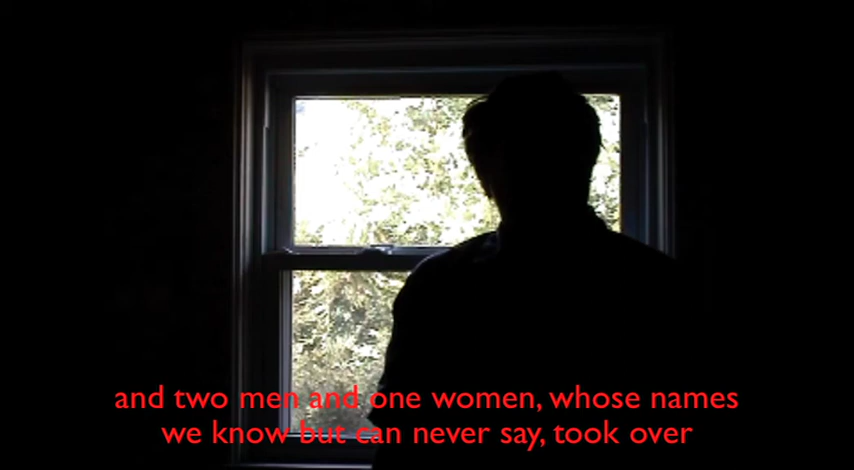 and two men and one women, whose names
we know but can never say, took over